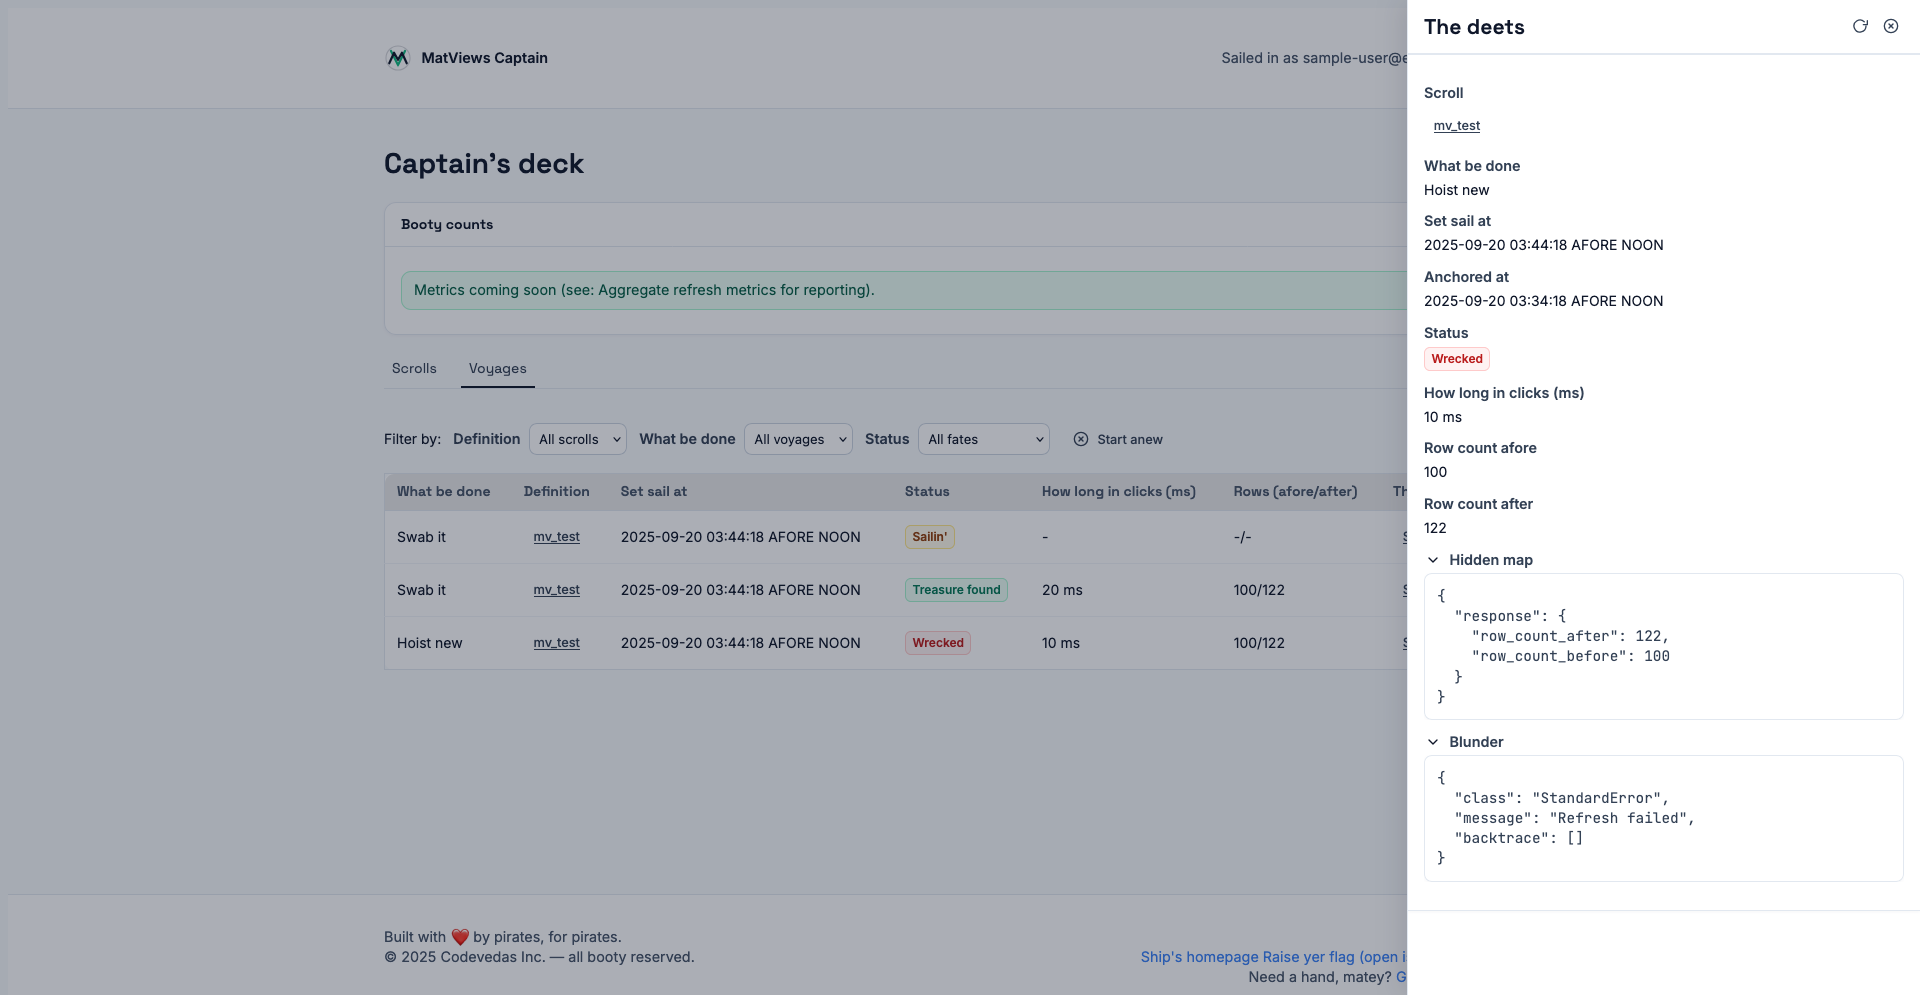 MatViews Captain
Sailed in as sample-user@e
Captain's deck
Booty counts
Metrics coming soon (see: Aggregate refresh metrics for reporting).
Scrolls Voyages
Filter by: Definition All scrolls What be done All voyages Status All fates Start anew
What be done Definition Set sail at Status How long in clicks (ms) Rows (afore/after) Th
Swab it mv_test 2025-09-20 03:44:18 AFORE NOON Sailin' - -/-
Swab it mv_test 2025-09-20 03:44:18 AFORE NOON Treasure found 20 ms 100/122
Hoist new mv_test 2025-09-20 03:44:18 AFORE NOON Wrecked 10 ms 100/122
Built with ❤️ by pirates, for pirates.
© 2025 Codevedas Inc. — all booty reserved.
Ship's homepage Raise yer flag (open i
Need a hand, matey? G
The deets
Scroll
mv_test
What be done
Hoist new
Set sail at
2025-09-20 03:44:18 AFORE NOON
Anchored at
2025-09-20 03:34:18 AFORE NOON
Status
Wrecked
How long in clicks (ms)
10 ms
Row count afore
100
Row count after
122
Hidden map
{
"response": {
"row_count_after": 122,
"row_count_before": 100
}
}
Blunder
{
"class": "StandardError",
"message": "Refresh failed",
"backtrace": []
}